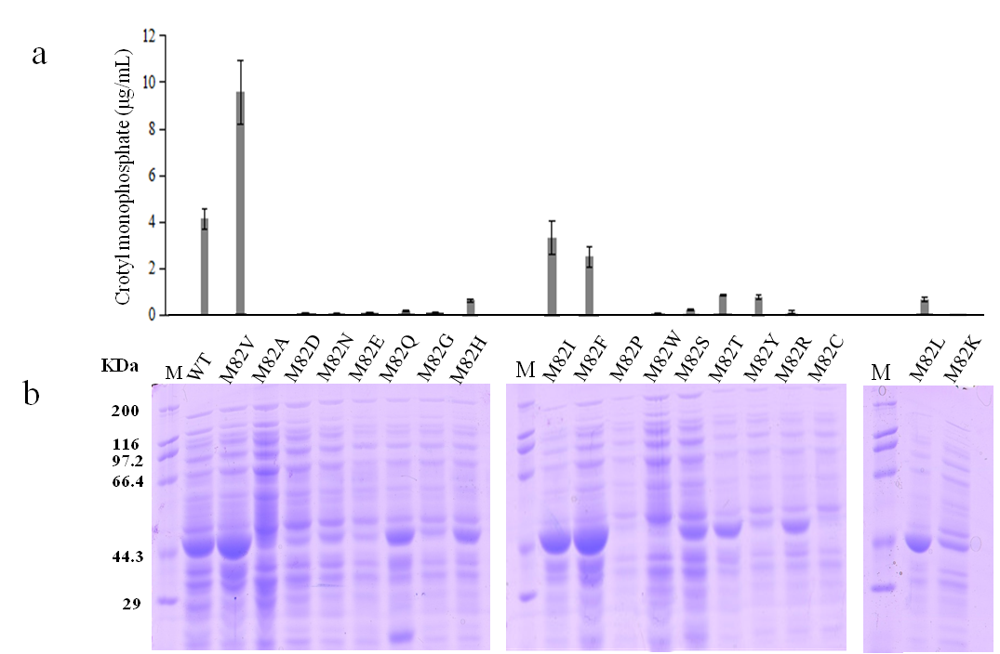 a
Crotyl monophosphate (μg/mL)
12
10
8
6
4
2
0
KDa
M WT M82V M82A M82D M82N M82E M82Q M82G M82H
M M82I M82F M82P M82W M82S M82T M82Y M82R M82C
M M82L M82K
b
200
116
97.2
66.4
44.3
29